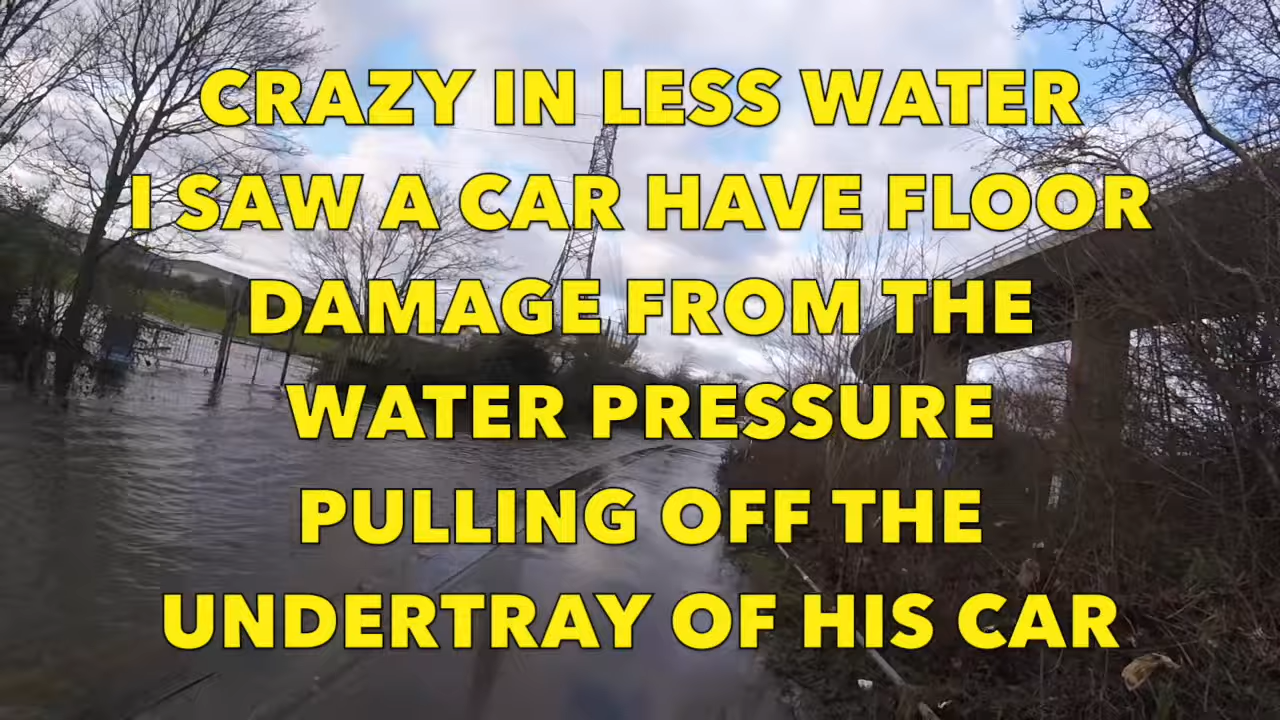 CRAZY IN LESS WATER
I SAW A CAR HAVE FLOOR
DAMAGE FROM THE
WATER PRESSURE
PULLING OFF THE
UNDERTRAY OF HIS CAR